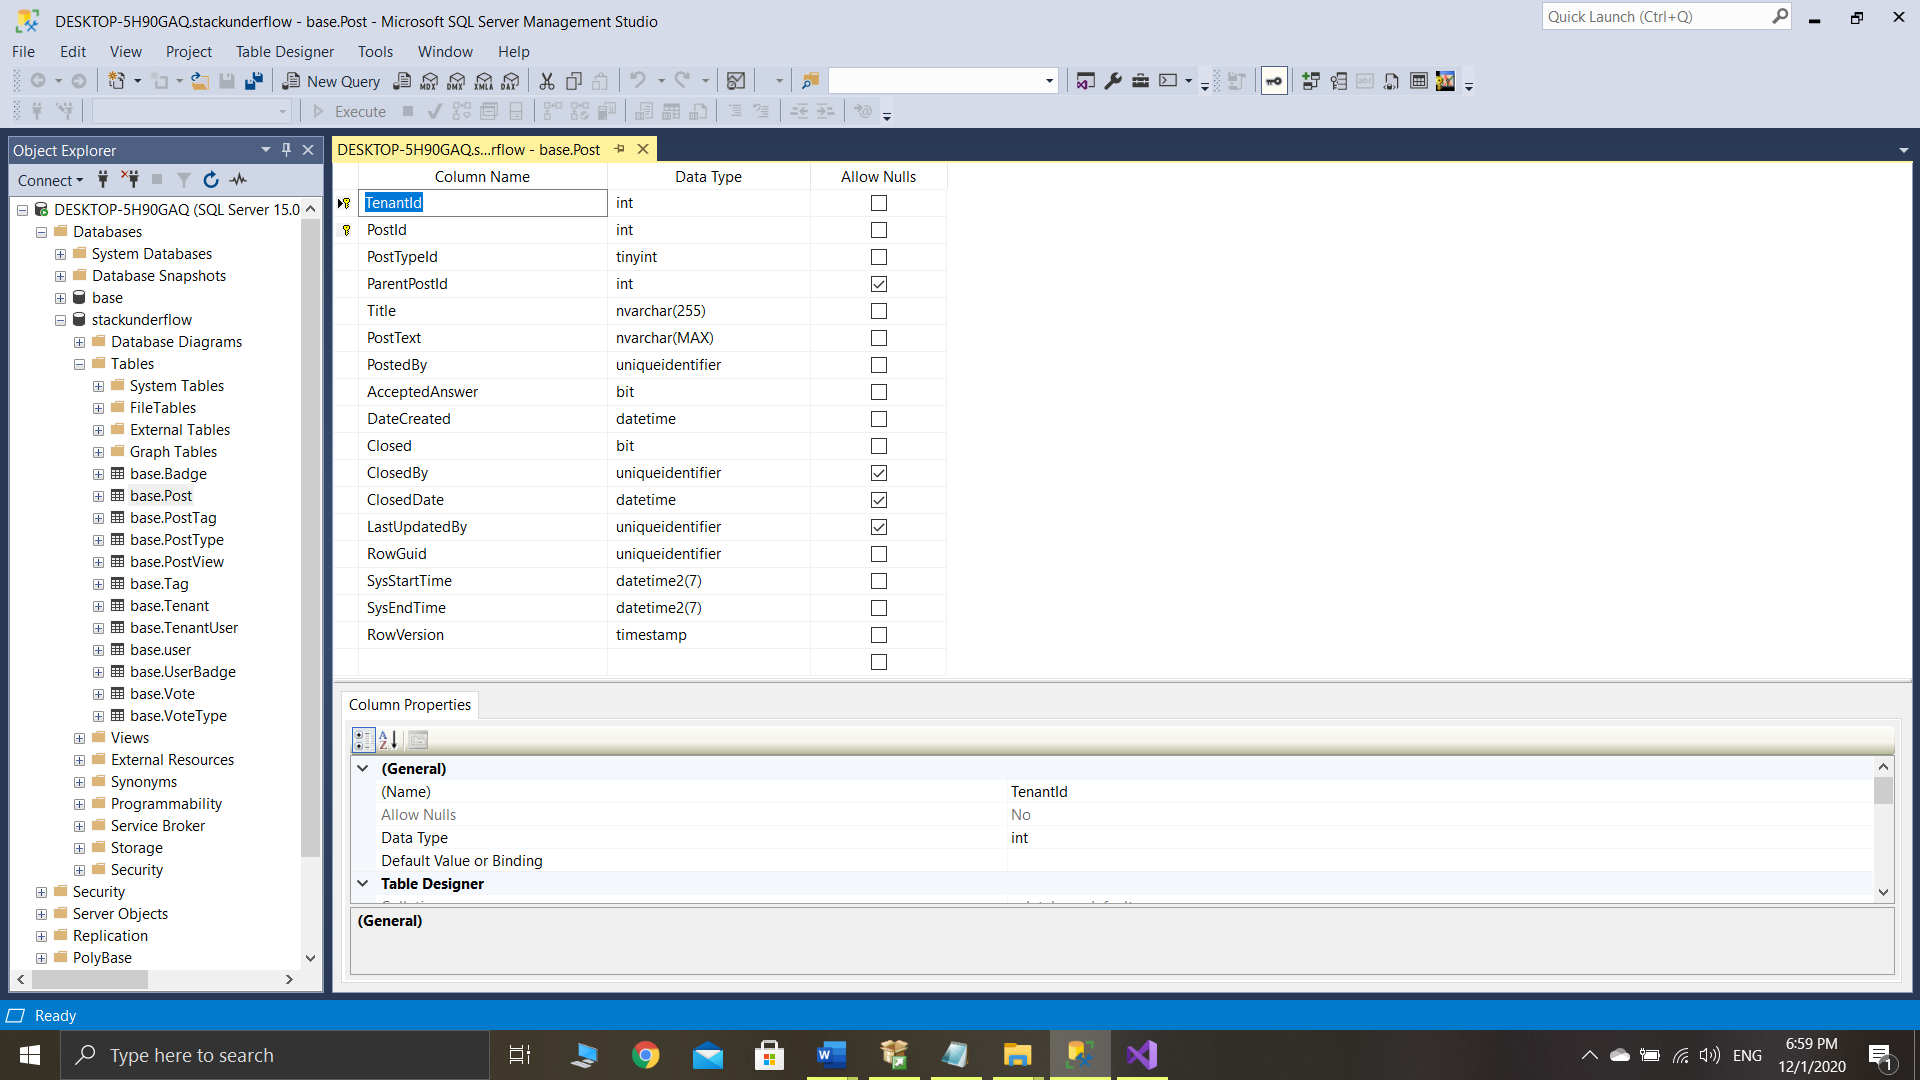 DESKTOP-5H90GAQ.stackunderflow - base.Post - Microsoft SQL Server Management Studio
Quick Launch (Ctrl+Q)
File Edit View Project Table Designer Tools Window Help
New Query MDX DMX XMLA DAX
Execute
Object Explorer
Connect
DESKTOP-5H90GAQ (SQL Server 15.0
Databases
System Databases
Database Snapshots
base
stackunderflow
Database Diagrams
Tables
System Tables
FileTables
External Tables
Graph Tables
base.Badge
base.Post
base.PostTag
base.PostType
base.PostView
base.Tag
base.Tenant
base.TenantUser
base.user
base.UserBadge
base.Vote
base.VoteType
Views
External Resources
Synonyms
Programmability
Service Broker
Storage
Security
Security
Server Objects
Replication
PolyBase
DESKTOP-5H90GAQ.s...rflow - base.Post
Column Name Data Type Allow Nulls
TenantId int
PostId int
PostTypeId tinyint
ParentPostId int
Title nvarchar(255)
PostText nvarchar(MAX)
PostedBy uniqueidentifier
AcceptedAnswer bit
DateCreated datetime
Closed bit
ClosedBy uniqueidentifier
ClosedDate datetime
LastUpdatedBy uniqueidentifier
RowGuid uniqueidentifier
SysStartTime datetime2(7)
SysEndTime datetime2(7)
RowVersion timestamp
Column Properties
(General)
(Name) TenantId
Allow Nulls No
Data Type int
Default Value or Binding
Table Designer
(General)
Ready
Type here to search
ENG
6:59 PM
12/1/2020
1